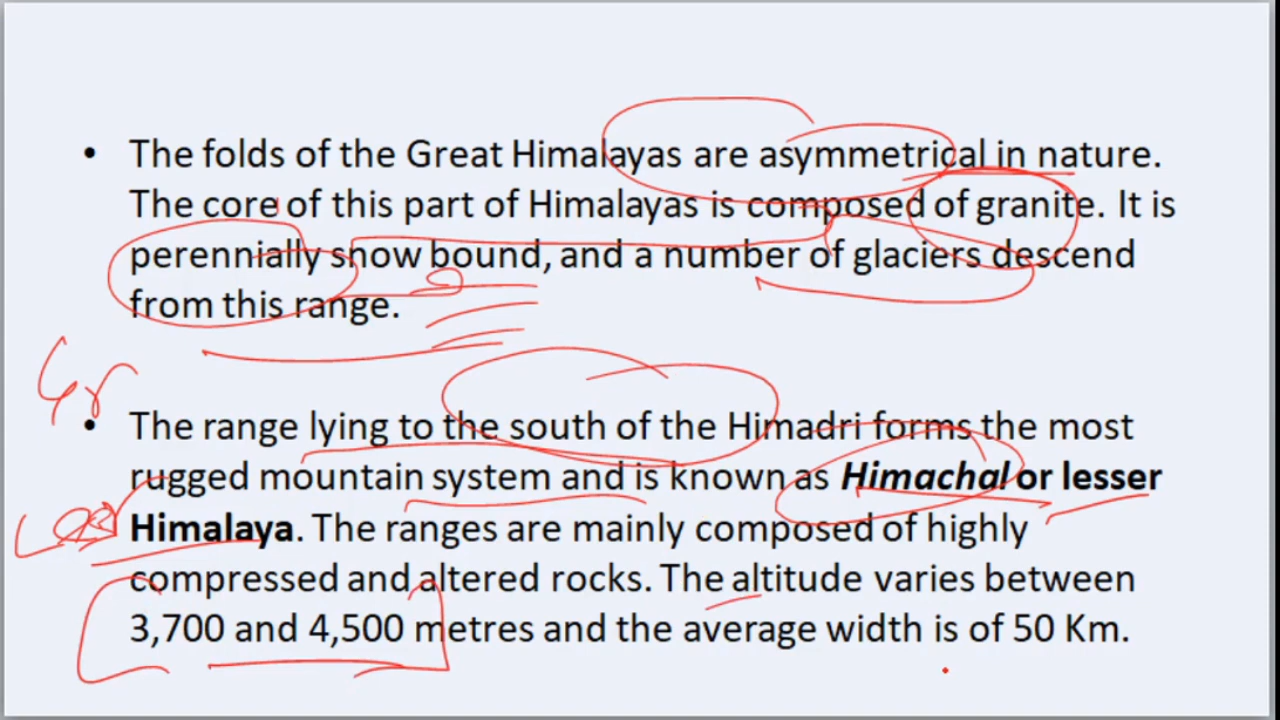 • The folds of the Great Himalayas are asymmetrical in nature.
The core of this part of Himalayas is composed of granite. It is
perennially snow bound, and a number of glaciers descend
from this range.
Gr
• The range lying to the south of the Himadri forms the most
rugged mountain system and is known as Himachal or lesser
Himalaya. The ranges are mainly composed of highly
compressed and altered rocks. The altitude varies between
3,700 and 4,500 metres and the average width is of 50 Km.